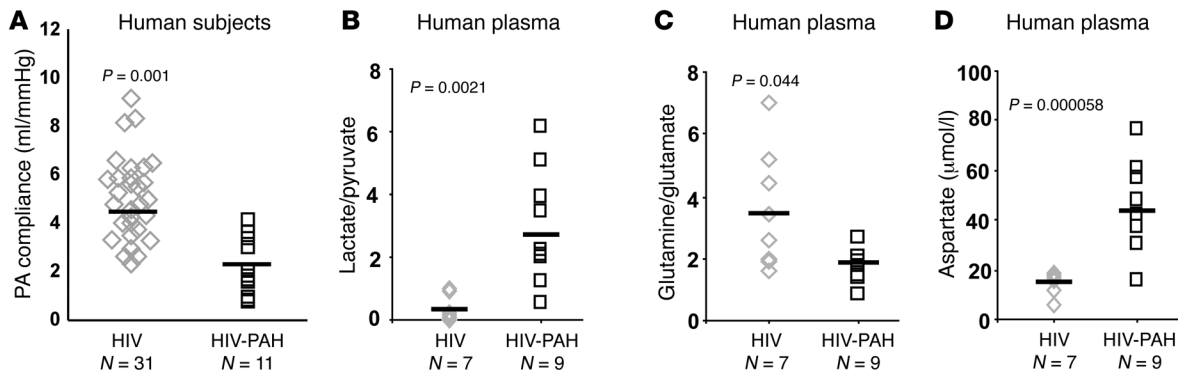 A Human subjects
PA compliance (ml/mmHg)
12
10
8
6
4
2
0
P = 0.001
HIV
N = 31
HIV-PAH
N = 11
B Human plasma
Lactate/pyruvate
8
6
4
2
0
P = 0.0021
HIV
N = 7
HIV-PAH
N = 9
C Human plasma
Glutamine/glutamate
8
6
4
2
0
P = 0.044
HIV
N = 7
HIV-PAH
N = 9
D Human plasma
Aspartate (μmol/l)
100
80
60
40
20
0
P = 0.000058
HIV
N = 7
HIV-PAH
N = 9